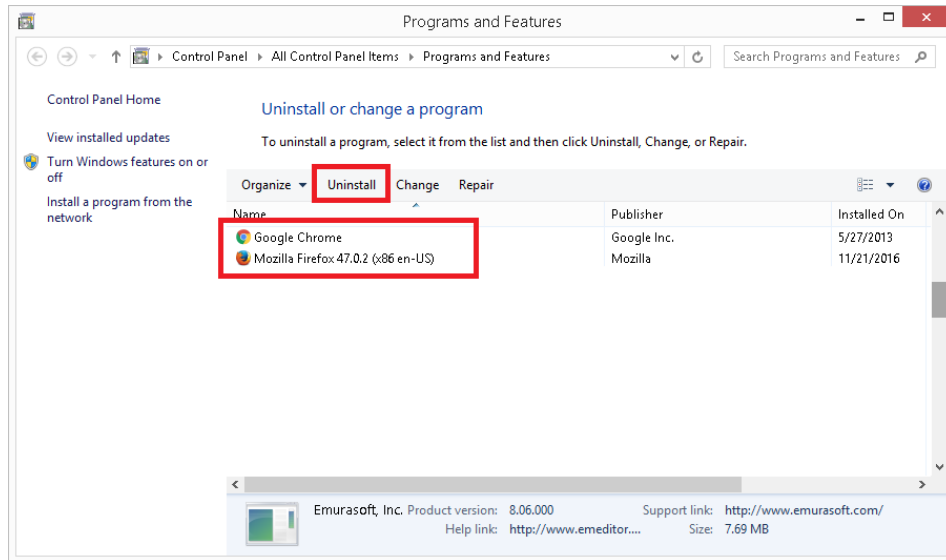 Programs and Features
Control Panel All Control Panel Items Programs and Features Search Programs and Features
Control Panel Home
View installed updates
Turn Windows features on or
off
Install a program from the
network
Uninstall or change a program
To uninstall a program, select it from the list and then click Uninstall, Change, or Repair.
Organize Uninstall Change Repair
Name Publisher Installed On
Google Chrome Google Inc. 5/27/2013
Mozilla Firefox 47.0.2 (x86 en-US) Mozilla 11/21/2016
Emurasoft, Inc. Product version: 8.06.000 Support link: http://www.emurasoft.com/
Help link: http://www.emeditor.... Size: 7.69 MB